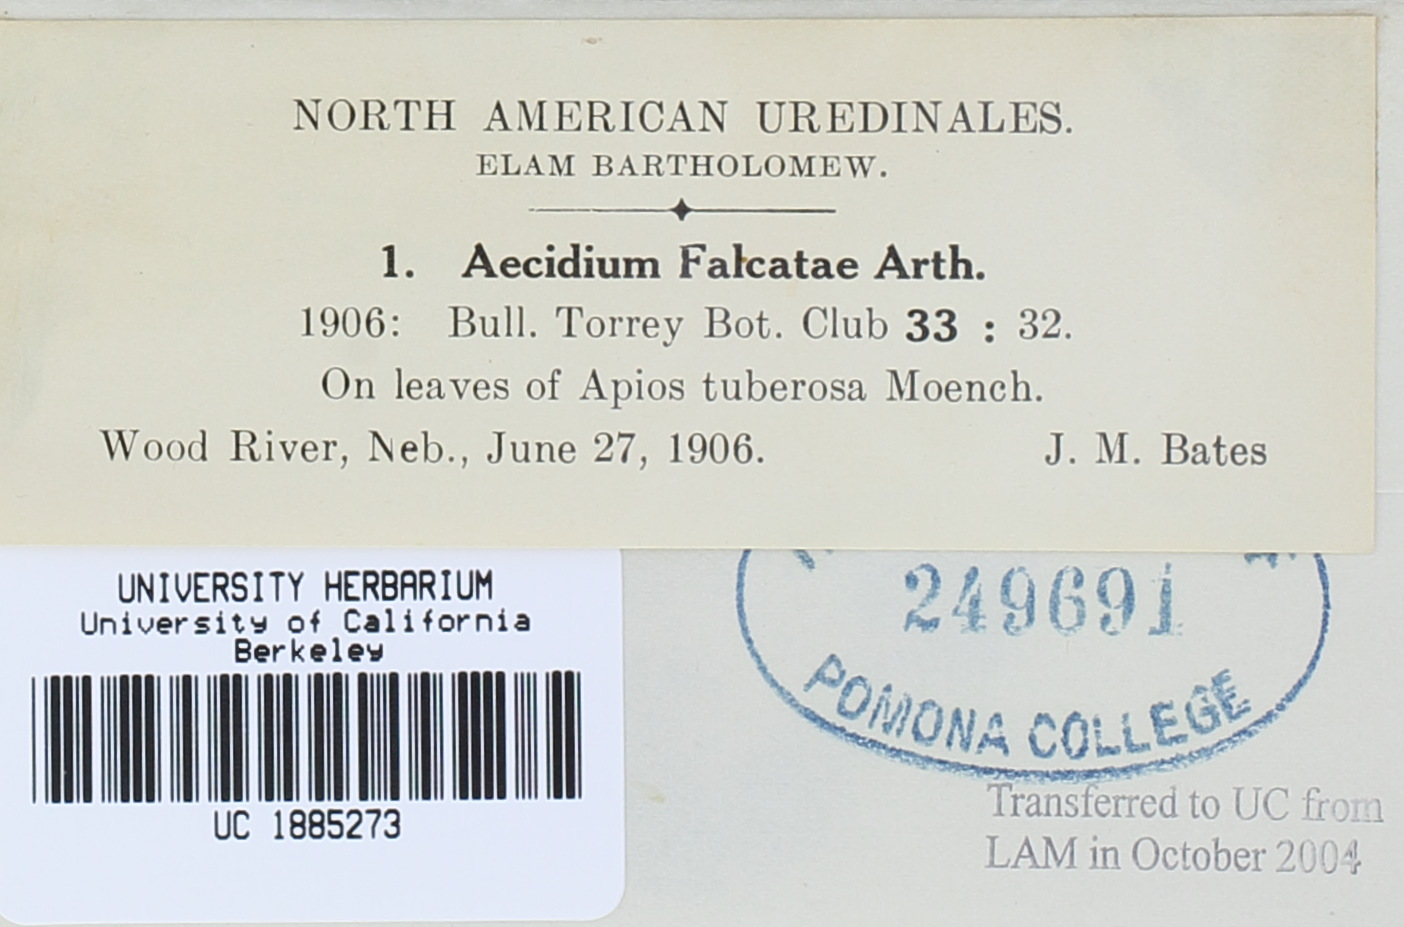 NORTH AMERICAN UREDINALES.
ELAM BARTHOLOMEW.
1. Aecidium Falcatae Arth.
1906: Bull. Torrey Bot. Club 33 : 32.
On leaves of Apios tuberosa Moench.
Wood River, Neb., June 27, 1906. J. M. Bates
UNIVERSITY HERBARIUM
University of California
Berkeley
UC 1885273
249691
POMONA COLLEGE
Transferred to UC from
LAM in October 2004